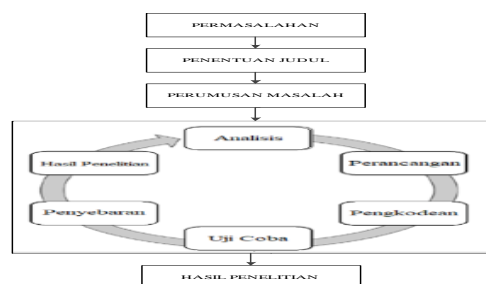 PERMASALAHAN
PENENTUAN JUDUL
PERUMUSAN MASALAH
Analisis
Perancangan
Pengkodean
Uji Coba
Penyebaran
Hasil Penelitian
HASIL PENELITIAN